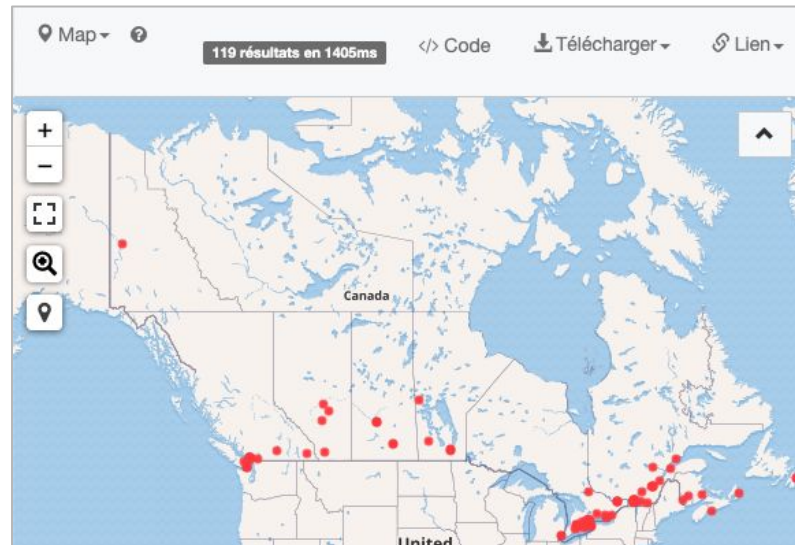 Map
119 résultats en 1405ms
</> Code
Télécharger
Lien
+
−
Canada
United